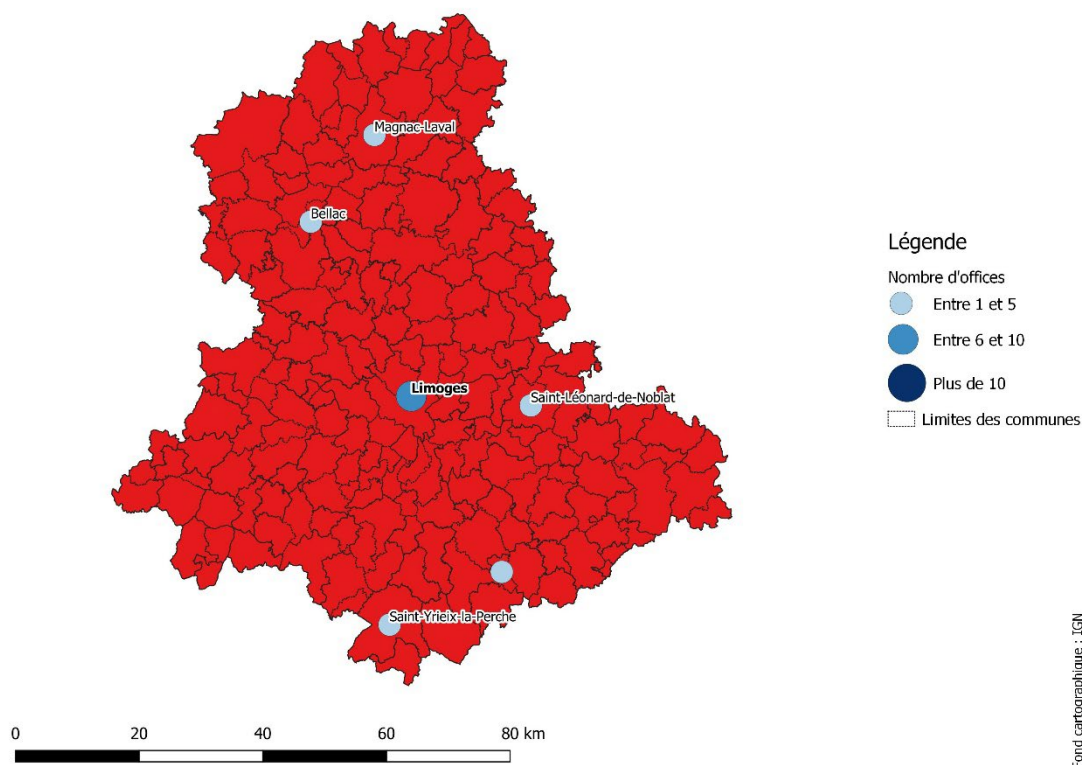 Magnac-Laval
Bellac
Limoges
Saint-Léonard-de-Noblat
Saint-Yrieix-la-Perche
Légende
Nombre d'offices
Entre 1 et 5
Entre 6 et 10
Plus de 10
Limites des communes
0 20 40 60 80 km
Fond cartographique : IGN